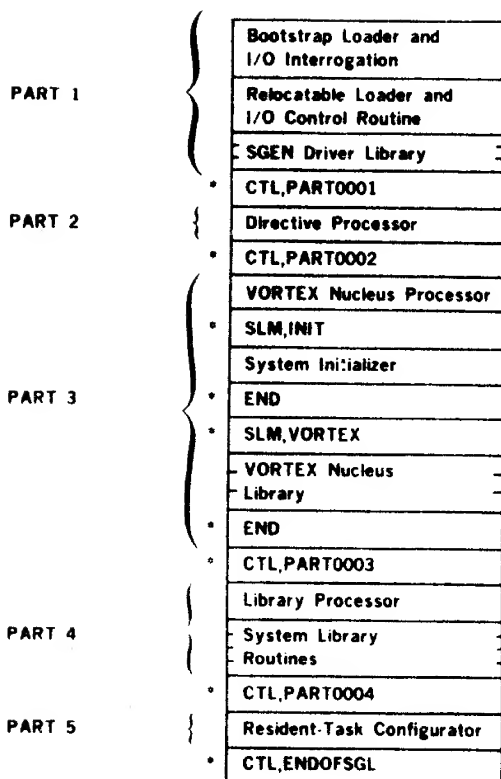 Bootstrap Loader and
I/O Interrogation
PART 1
Relocatable Loader and
I/O Control Routine
SGEN Driver Library
* CTL,PART0001
PART 2
Directive Processor
* CTL,PART0002
VORTEX Nucleus Processor
* SLM,INIT
System Initializer
PART 3
* END
* SLM,VORTEX
VORTEX Nucleus
Library
* END
* CTL,PART0003
Library Processor
PART 4
System Library
Routines
* CTL,PART0004
PART 5
Resident-Task Configurator
* CTL,ENDOFSGL